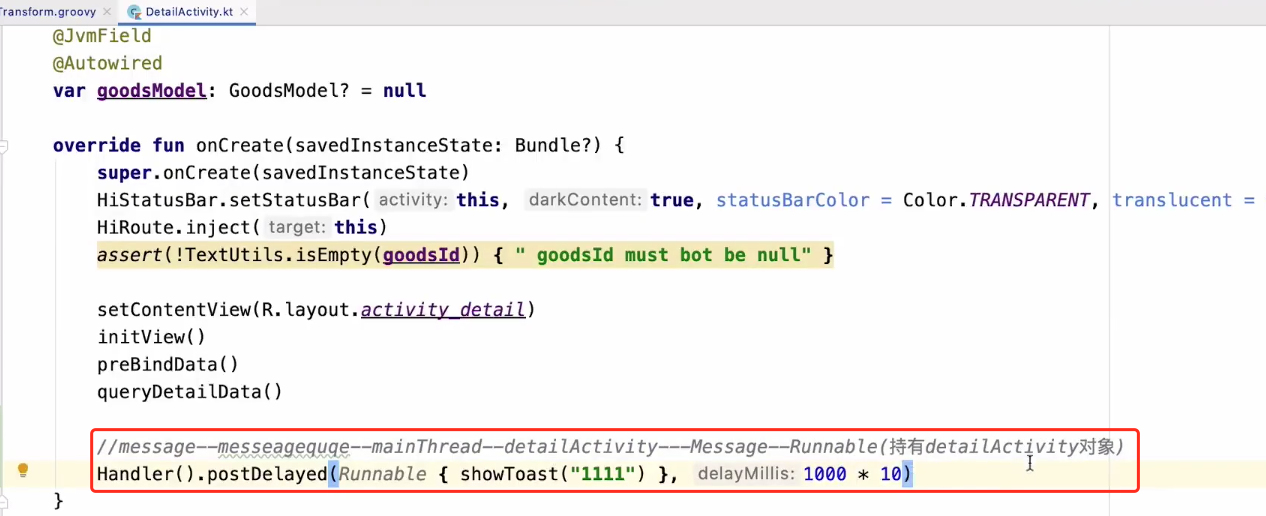 Transform.groovy × DetailActivity.kt ×
@JvmField
@Autowired
var goodsModel: GoodsModel? = null
override fun onCreate(savedInstanceState: Bundle?) {
super.onCreate(savedInstanceState)
HiStatusBar.setStatusBar( activity: this, darkContent: true, statusBarColor = Color.TRANSPARENT, translucent =
HiRoute.inject( target: this)
assert(!TextUtils.isEmpty(goodsId)) { " goodsId must bot be null" }
setContentView(R.layout.activity_detail)
initView()
preBindData()
queryDetailData()
//message--messeagequqe--mainThread--detailActivity---Message--Runnable(持有detailActivity对象)
Handler().postDelayed(Runnable { showToast("1111") }, delayMillis: 1000 * 10)
}